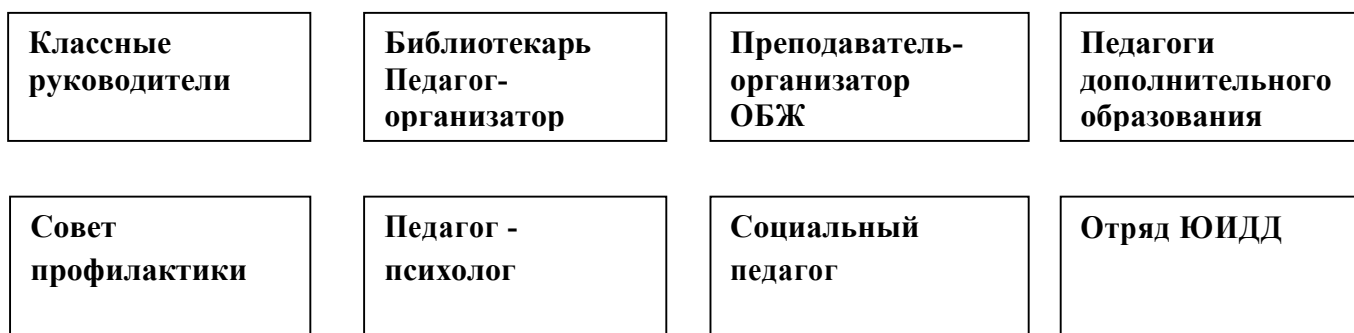 Классные
руководители
Библиотекарь
Педагог-
организатор
Преподаватель-
организатор
ОБЖ
Педагоги
дополнительного
образования
Совет
профилактики
Педагог -
психолог
Социальный
педагог
Отряд ЮИДД